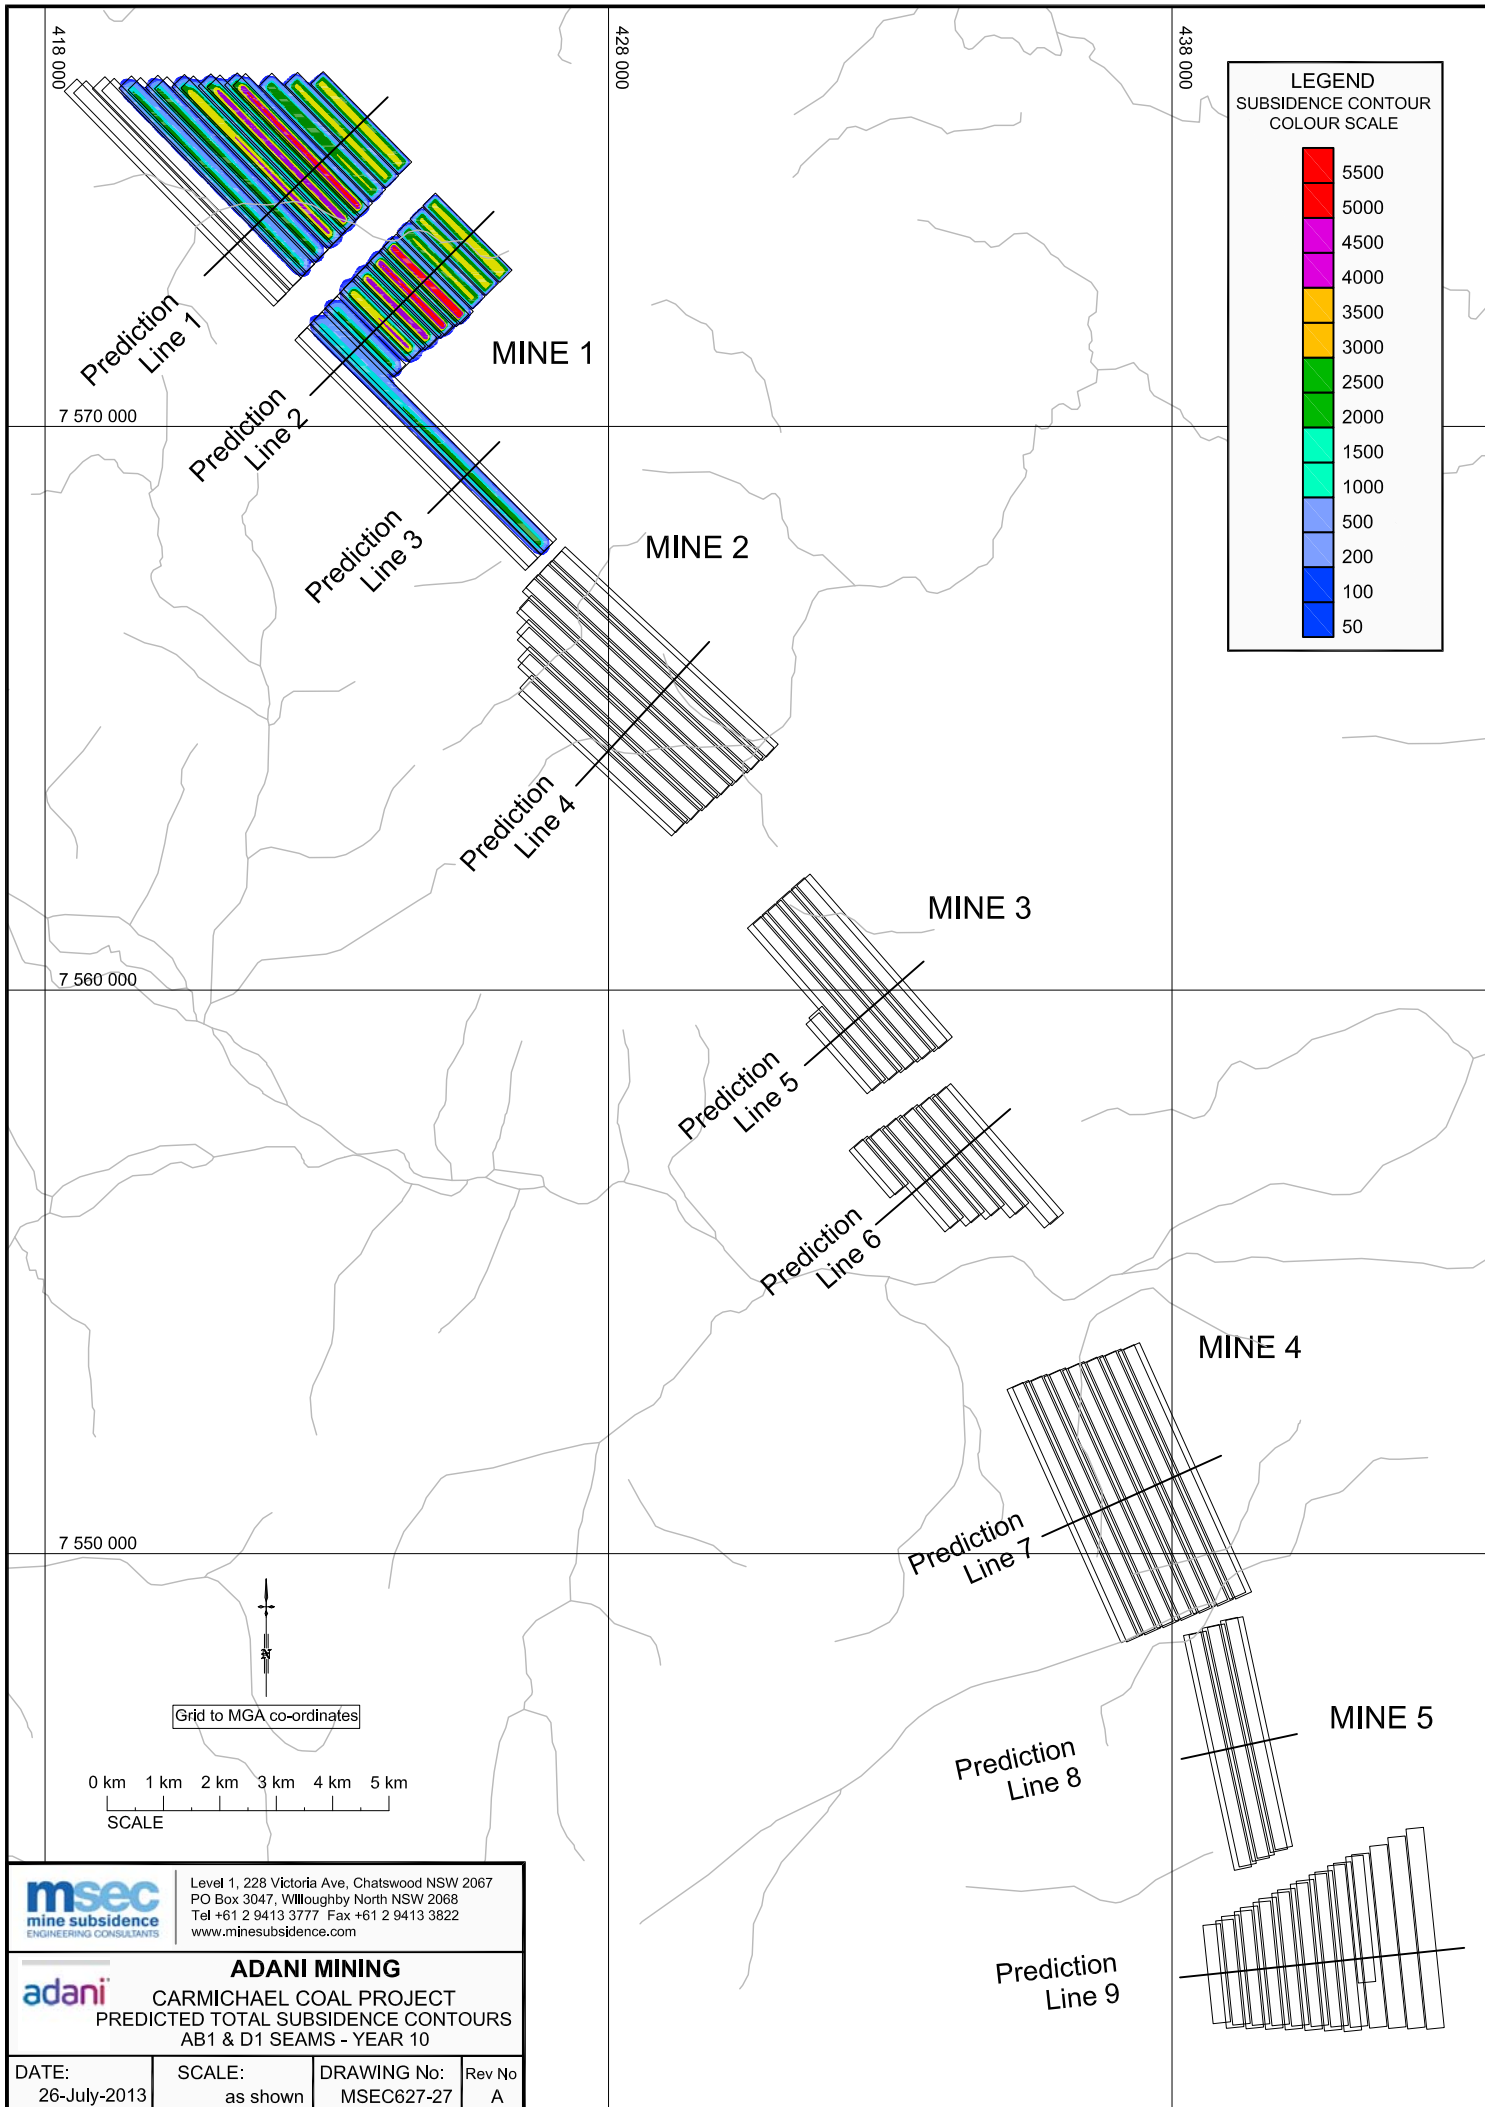 418 000
428 000
438 000
LEGEND
SUBSIDENCE CONTOUR
COLOUR SCALE
5500
5000
4500
4000
3500
3000
2500
2000
1500
1000
500
200
100
50
Prediction
Line 1
MINE 1
7 570 000
Prediction
Line 2
Prediction
Line 3
MINE 2
Prediction
Line 4
MINE 3
7 560 000
Prediction
Line 5
Prediction
Line 6
MINE 4
7 550 000
Prediction
Line 7
N
Grid to MGA co-ordinates
MINE 5
Prediction
Line 8
0 km 1 km 2 km 3 km 4 km 5 km
SCALE
Prediction
Line 9
msec
mine subsidence
ENGINEERING CONSULTANTS
Level 1, 228 Victoria Ave, Chatswood NSW 2067
PO Box 3047, Willoughby North NSW 2068
Tel +61 2 9413 3777 Fax +61 2 9413 3822
www.minesubsidence.com
adani
ADANI MINING
CARMICHAEL COAL PROJECT
PREDICTED TOTAL SUBSIDENCE CONTOURS
AB1 & D1 SEAMS - YEAR 10
DATE:
26-July-2013
SCALE:
as shown
DRAWING No:
MSEC627-27
Rev No
A